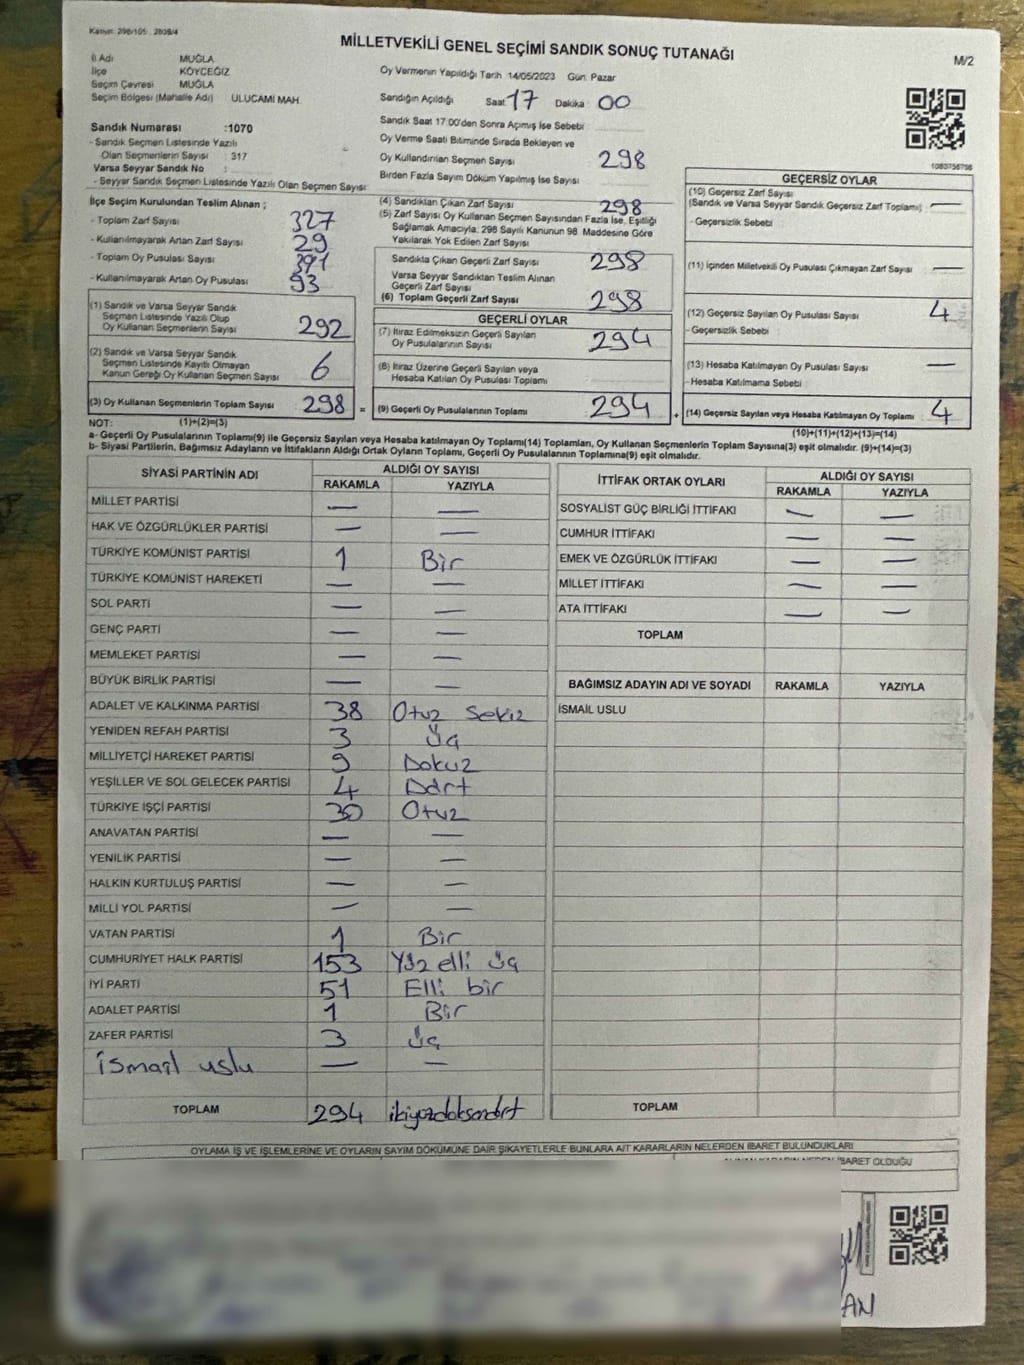 MİLLETVEKİLİ GENEL SEÇİMİ SANDIK SONUÇ TUTANAĞI
M/2
İl Adı MUĞLA
İlçe KÖYCEĞİZ
Seçim Çevresi MUĞLA
Seçim Bölgesi (Mahalle Adı) ULUCAMİ MAH.
Sandık Numarası :1070
- Sandık Seçmen Listesinde Yazılı
Olan Seçmenlerin Sayısı : 317
Varsa Seyyar Sandık No :
- Seyyar Sandık Seçmen Listesinde Yazılı Olan Seçmen Sayısı
Oy Vermenin Yapıldığı Tarih 14/05/2023 Gün. Pazar
Sandığın Açıldığı Saat 17 Dakika 00
Sandık Saat 17.00'den Sonra Açılmış İse Sebebi
Oy Verme Saati Bitiminde Sırada Bekleyen ve
Oy Kullandırılan Seçmen Sayısı 298
Birden Fazla Sayım Döküm Yapılmış İse Sayısı
İlçe Seçim Kurulundan Teslim Alınan ;
- Toplam Zarf Sayısı 327
- Kullanılmayarak Artan Zarf Sayısı 29
- Toplam Oy Pusulası Sayısı
- Kullanılmayarak Artan Oy Pusulası 93
(1) Sandık ve Varsa Seyyar Sandık
Seçmen Listesinde Yazılı Olup
Oy Kullanan Seçmenlerin Sayısı 292
(2) Sandık ve Varsa Seyyar Sandık
Seçmen Listesinde Kayıtlı Olmayan
Kanun Gereği Oy Kullanan Seçmen Sayısı 6
(3) Oy Kullanan Seçmenlerin Toplam Sayısı 298 =
(1)+(2)=(3)
(4) Sandıktan Çıkan Zarf Sayısı 298
(5) Zarf Sayısı Oy Kullanan Seçmen Sayısından Fazla İse, Eşitliği
Sağlamak Amacıyla, 298 Sayılı Kanunun 98. Maddesine Göre
Yakılarak Yok Edilen Zarf Sayısı
Sandıkta Çıkan Geçerli Zarf Sayısı 298
Varsa Seyyar Sandıktan Teslim Alınan
Geçerli Zarf Sayısı
(6) Toplam Geçerli Zarf Sayısı 298
GEÇERLİ OYLAR
(7) İtiraz Edilmeksizin Geçerli Sayılan
Oy Pusulalarının Sayısı 294
(8) İtiraz Üzerine Geçerli Sayılan veya
Hesaba Katılan Oy Pusulası Toplamı
(9) Geçerli Oy Pusulalarının Toplamı 294 +
GEÇERSİZ OYLAR
(10) Geçersiz Zarf Sayısı
(Sandık ve Varsa Seyyar Sandık Geçersiz Zarf Toplamı) —
- Geçersizlik Sebebi
(11) İçinden Milletvekili Oy Pusulası Çıkmayan Zarf Sayısı —
(12) Geçersiz Sayılan Oy Pusulası Sayısı 4
- Geçersizlik Sebebi
(13) Hesaba Katılmayan Oy Pusulası Sayısı —
- Hesaba Katılmama Sebebi
(14) Geçersiz Sayılan veya Hesaba Katılmayan Oy Toplamı 4
(10)+(11)+(12)+(13)=(14)
NOT:
a- Geçerli Oy Pusulalarının Toplamı(9) ile Geçersiz Sayılan veya Hesaba katılmayan Oy Toplamı(14) Toplamları, Oy Kullanan Seçmenlerin Toplam Sayısına(3) eşit olmalıdır. (9)+(14)=(3)
b- Siyasi Partilerin, Bağımsız Adayların ve İttifakların Aldığı Ortak Oyların Toplamı, Geçerli Oy Pusulalarının Toplamına(9) eşit olmalıdır.
SİYASİ PARTİNİN ADI ALDIĞI OY SAYISI
RAKAMLA YAZIYLA
MİLLET PARTİSİ — —
HAK VE ÖZGÜRLÜKLER PARTİSİ — —
TÜRKİYE KOMÜNİST PARTİSİ 1 Bir
TÜRKİYE KOMÜNİST HAREKETİ — —
SOL PARTİ — —
GENÇ PARTİ — —
MEMLEKET PARTİSİ — —
BÜYÜK BİRLİK PARTİSİ — —
ADALET VE KALKINMA PARTİSİ 38 Otuz Sekiz
YENİDEN REFAH PARTİSİ 3 üç
MİLLİYETÇİ HAREKET PARTİSİ 9 Dokuz
YEŞİLLER VE SOL GELECEK PARTİSİ 4 Dört
TÜRKİYE İŞÇİ PARTİSİ 30 Otuz
ANAVATAN PARTİSİ — —
YENİLİK PARTİSİ — —
HALKIN KURTULUŞ PARTİSİ — —
MİLLİ YOL PARTİSİ — —
VATAN PARTİSİ 1 Bir
CUMHURİYET HALK PARTİSİ 153 Yüz elli üç
İYİ PARTİ 51 Elli bir
ADALET PARTİSİ 1 Bir
ZAFER PARTİSİ 3 üç
ismail uslu — —
TOPLAM 294 ikiyüzdoksandört
İTTİFAK ORTAK OYLARI ALDIĞI OY SAYISI
RAKAMLA YAZIYLA
SOSYALİST GÜÇ BİRLİĞİ İTTİFAKI — —
CUMHUR İTTİFAKI — —
EMEK VE ÖZGÜRLÜK İTTİFAKI — —
MİLLET İTTİFAKI — —
ATA İTTİFAKI — —
TOPLAM
BAĞIMSIZ ADAYIN ADI VE SOYADI RAKAMLA YAZIYLA
İSMAİL USLU
TOPLAM
OYLAMA İŞ VE İŞLEMLERİNE VE OYLARIN SAYIM DÖKÜMÜNE DAİR ŞİKAYETLERLE BUNLARA AİT KARARLARIN NELERDEN İBARET BULUNDUKLARI